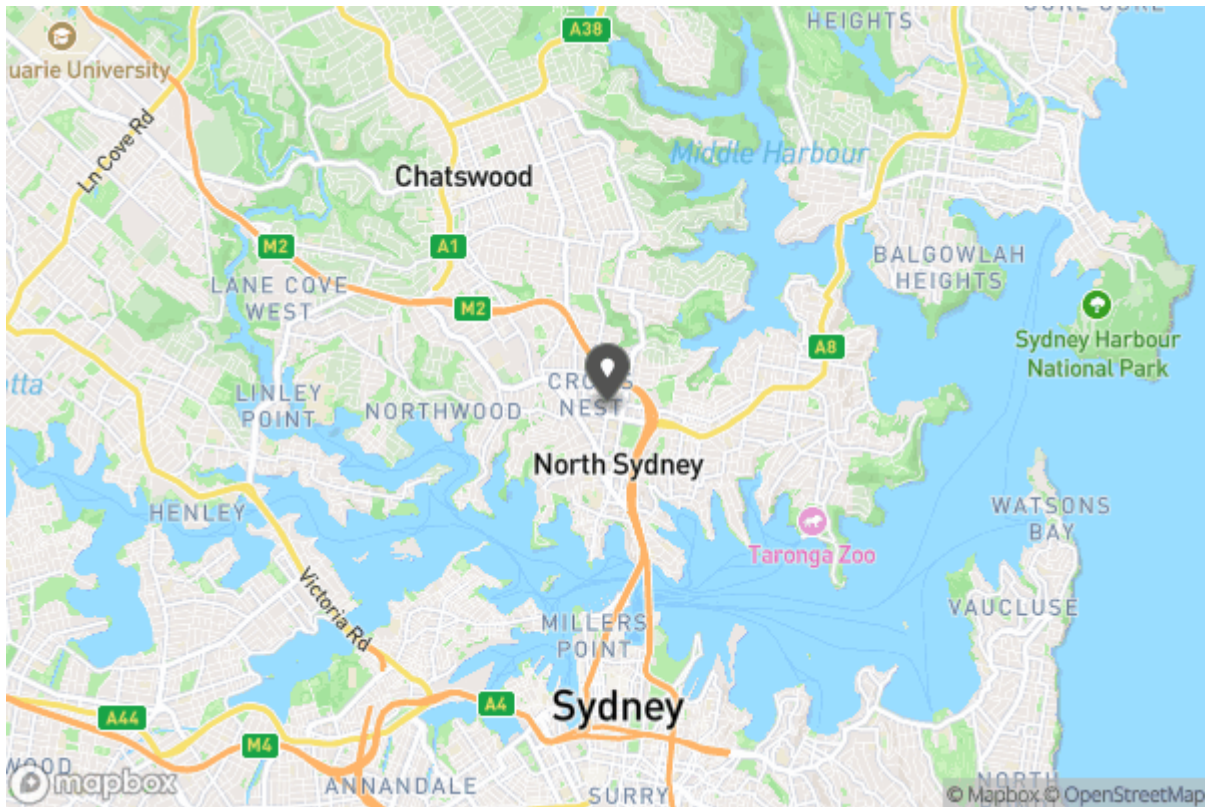 HEIGHTS
A38
uarie University
Ln Cove Rd
Middle Harbour
Chatswood
M2
A1
BALGOWLAH
HEIGHTS
LANE COVE
WEST
M2
Sydney Harbour
National Park
A8
otta
LINLEY
POINT
NORTHWOOD
NEST
North Sydney
HENLEY
WATSONS
BAY
Taronga Zoo
Victoria Rd
MILLERS
POINT
VAUCLUSE
A44
A4
Sydney
M4
WOOD
mapbox
ANNANDALE
SURRY
NORTH
© Mapbox © OpenStreetMap